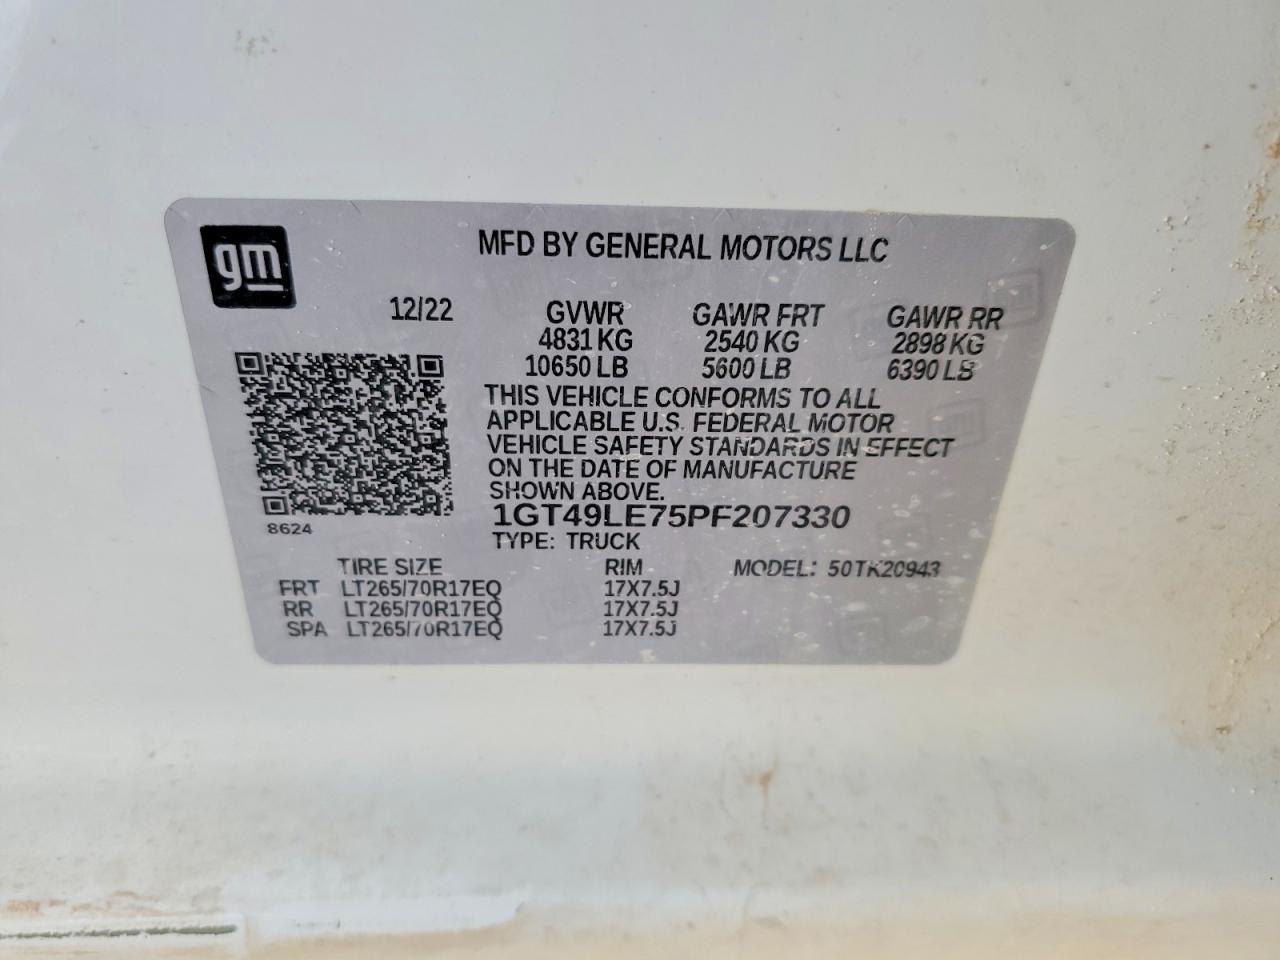 gm
MFD BY GENERAL MOTORS LLC
12/22 GVWR GAWR FRT GAWR RR
4831 KG 2540 KG 2898 KG
10650 LB 5600 LB 6390 LB
THIS VEHICLE CONFORMS TO ALL
APPLICABLE U.S. FEDERAL MOTOR
VEHICLE SAFETY STANDARDS IN EFFECT
ON THE DATE OF MANUFACTURE
SHOWN ABOVE.
8624
1GT49LE75PF207330
TYPE: TRUCK
TIRE SIZE RIM MODEL: 50TK20943
FRT LT265/70R17EQ 17X7.5J
RR LT265/70R17EQ 17X7.5J
SPA LT265/70R17EQ 17X7.5J